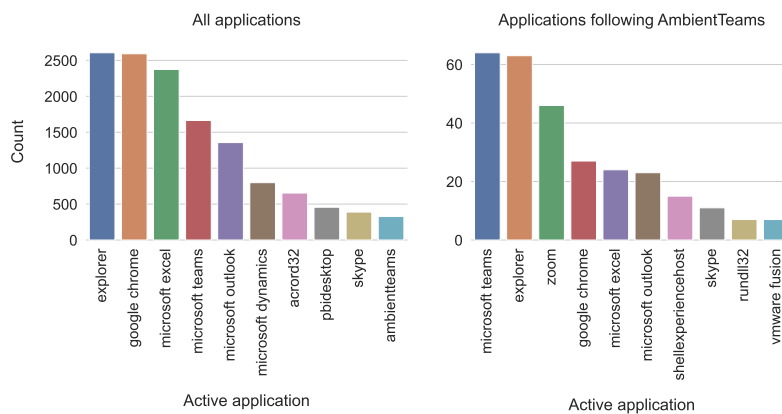 All applications
Count
2500
2000
1500
1000
500
0
explorer
google chrome
microsoft excel
microsoft teams
microsoft outlook
microsoft dynamics
acrord32
pbidesktop
skype
ambientteams
Active application
Applications following AmbientTeams
60
40
20
0
microsoft teams
explorer
zoom
google chrome
microsoft excel
microsoft outlook
shellexperiencehost
skype
rundll32
vmware fusion
Active application